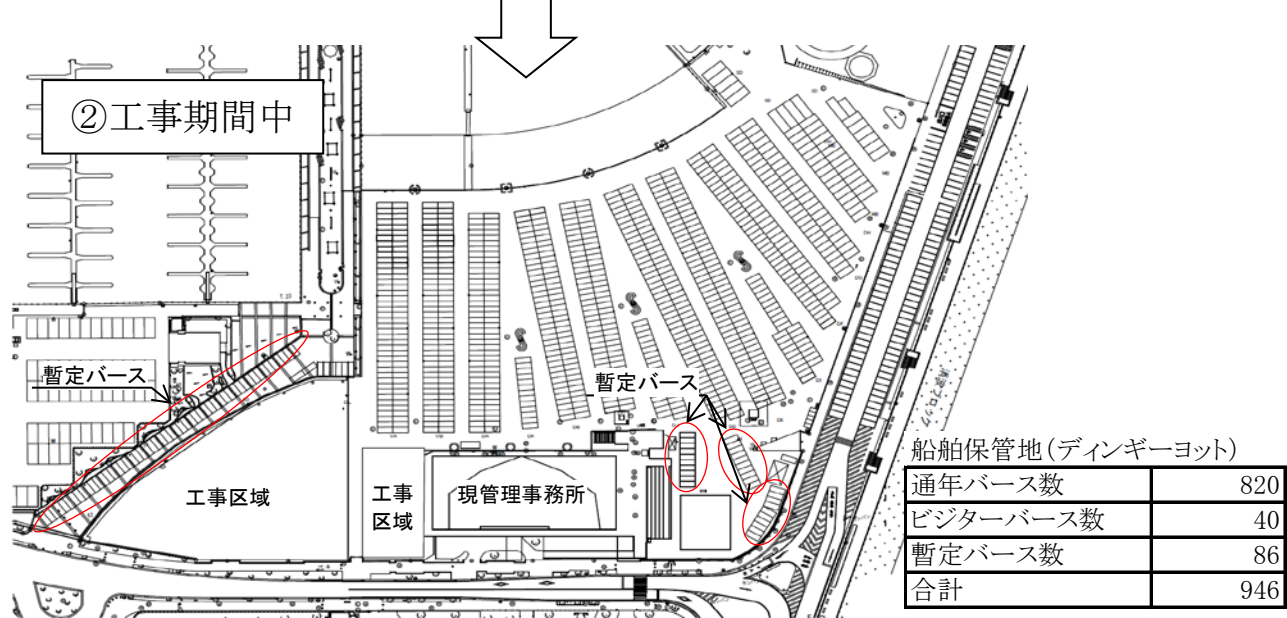 ②工事期間中
暫定バース
暫定バース
工事区域
工事
区域
現管理事務所
船舶保管地(ディンギーヨット)
通年バース数 820
ビジターバース数 40
暫定バース数 86
合計 946